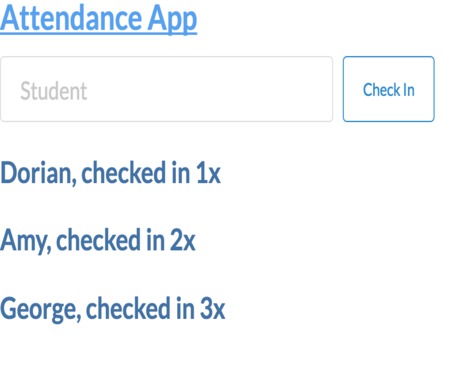 Attendance App
Student
Check In
Dorian, checked in 1x
Amy, checked in 2x
George, checked in 3x